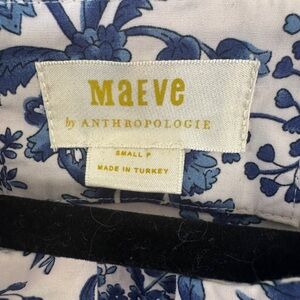 Maeve
by ANTHROPOLOGIE
SMALL P
MADE IN TURKEY